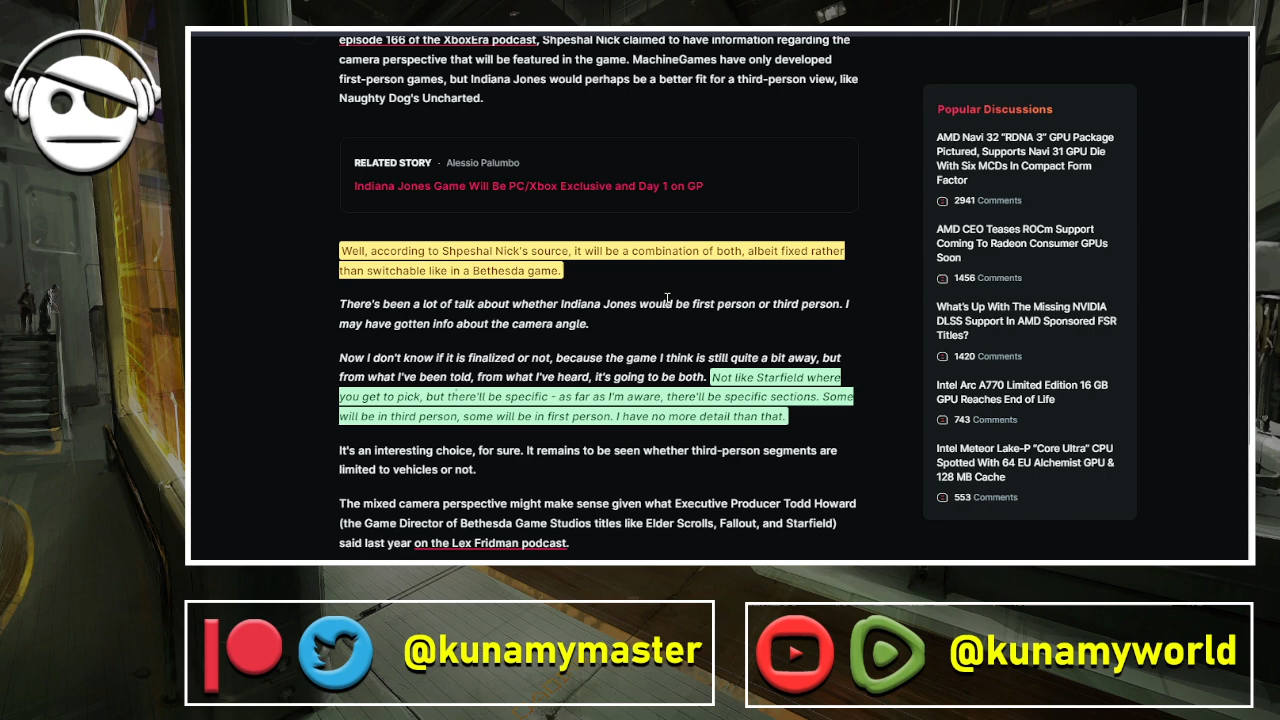 episode 166 of the XboxEra podcast, Shpeshal Nick claimed to have information regarding the
camera perspective that will be featured in the game. MachineGames have only developed
first-person games, but Indiana Jones would perhaps be a better fit for a third-person view, like
Naughty Dog's Uncharted.
RELATED STORY · Alessio Palumbo
Indiana Jones Game Will Be PC/Xbox Exclusive and Day 1 on GP
Well, according to Shpeshal Nick's source, it will be a combination of both, albeit fixed rather
than switchable like in a Bethesda game.
There's been a lot of talk about whether Indiana Jones would be first person or third person. I
may have gotten info about the camera angle.
Now I don't know if it is finalized or not, because the game I think is still quite a bit away, but
from what I've been told, from what I've heard, it's going to be both. Not like Starfield where
you get to pick, but there'll be specific - as far as I'm aware, there'll be specific sections. Some
will be in third person, some will be in first person. I have no more detail than that.
It's an interesting choice, for sure. It remains to be seen whether third-person segments are
limited to vehicles or not.
The mixed camera perspective might make sense given what Executive Producer Todd Howard
(the Game Director of Bethesda Game Studios titles like Elder Scrolls, Fallout, and Starfield)
said last year on the Lex Fridman podcast.
Popular Discussions
AMD Navi 32 “RDNA 3” GPU Package
Pictured, Supports Navi 31 GPU Die
With Six MCDs In Compact Form
Factor
2941 Comments
AMD CEO Teases ROCm Support
Coming To Radeon Consumer GPUs
Soon
1456 Comments
What's Up With The Missing NVIDIA
DLSS Support In AMD Sponsored FSR
Titles?
1420 Comments
Intel Arc A770 Limited Edition 16 GB
GPU Reaches End of Life
743 Comments
Intel Meteor Lake-P “Core Ultra” CPU
Spotted With 64 EU Alchemist GPU &
128 MB Cache
553 Comments
@kunamymaster
@kunamyworld